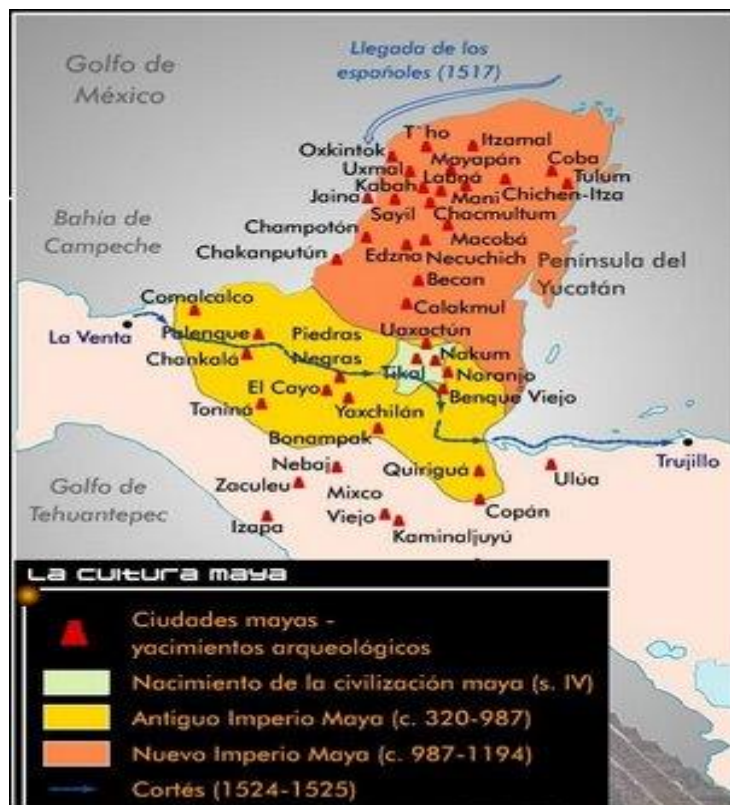 Golfo de
México
Llegada de los
españoles (1517)
T`ho
Itzamal
Oxkintok
Mayapán
Coba
Uxmal
Labná
Tulum
Kabah
Mani
Chichen-Itza
Jaina
Sayil
Chacmultum
Bahía de
Campeche
Champotón
Macobá
Edzna
Necuchich
Península del
Yucatán
Chakanputún
Becan
Comalcalco
Calakmul
La Venta
Palenque
Piedras
Negras
Uaxactún
Chankalá
Nakum
Tikal
Naranjo
El Cayo
Benque Viejo
Toniná
Yaxchilán
Bonampak
Trujillo
Nebaj
Quiriguá
Ulúa
Golfo de
Tehuantepec
Zaculeu
Mixco
Viejo
Copán
Izapa
Kaminaljuyú
La cultura maya
Ciudades mayas -
yacimientos arqueológicos
Nacimiento de la civilización maya (s. IV)
Antiguo Imperio Maya (c. 320-987)
Nuevo Imperio Maya (c. 987-1194)
Cortés (1524-1525)